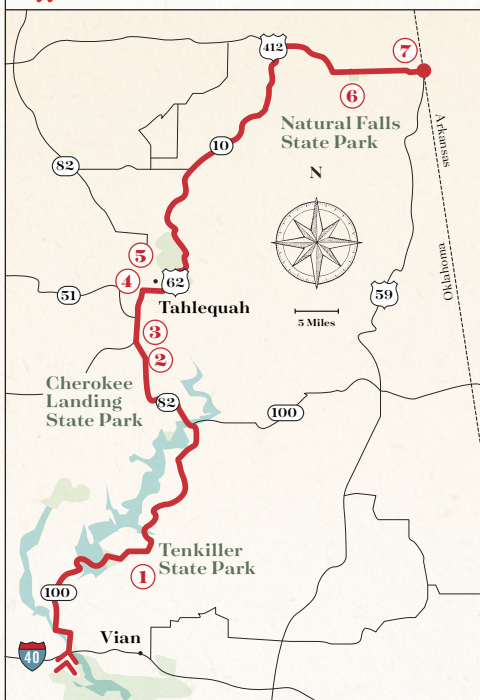 412
7
6
Natural Falls
State Park
10
Arkansas
Oklahoma
82
N
5
4
62
51
Tahlequah
59
5 Miles
3
2
Cherokee
Landing
State Park
82
100
Tenkiller
State Park
1
100
Vian
40